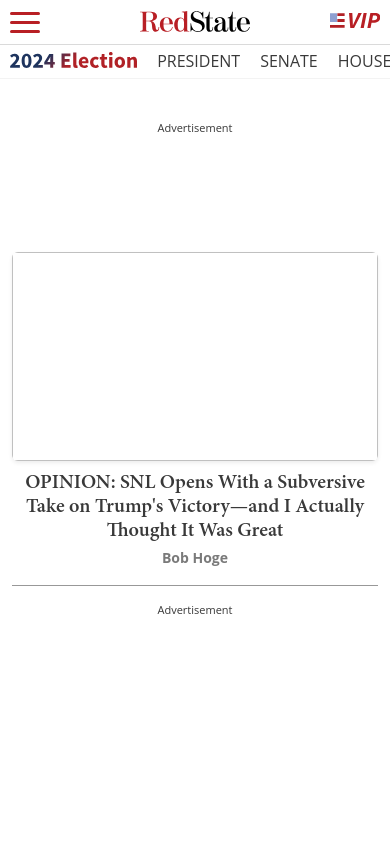 RedState
VIP
2024 Election PRESIDENT SENATE HOUSE
Advertisement
OPINION: SNL Opens With a Subversive
Take on Trump's Victory—and I Actually
Thought It Was Great
Bob Hoge
Advertisement